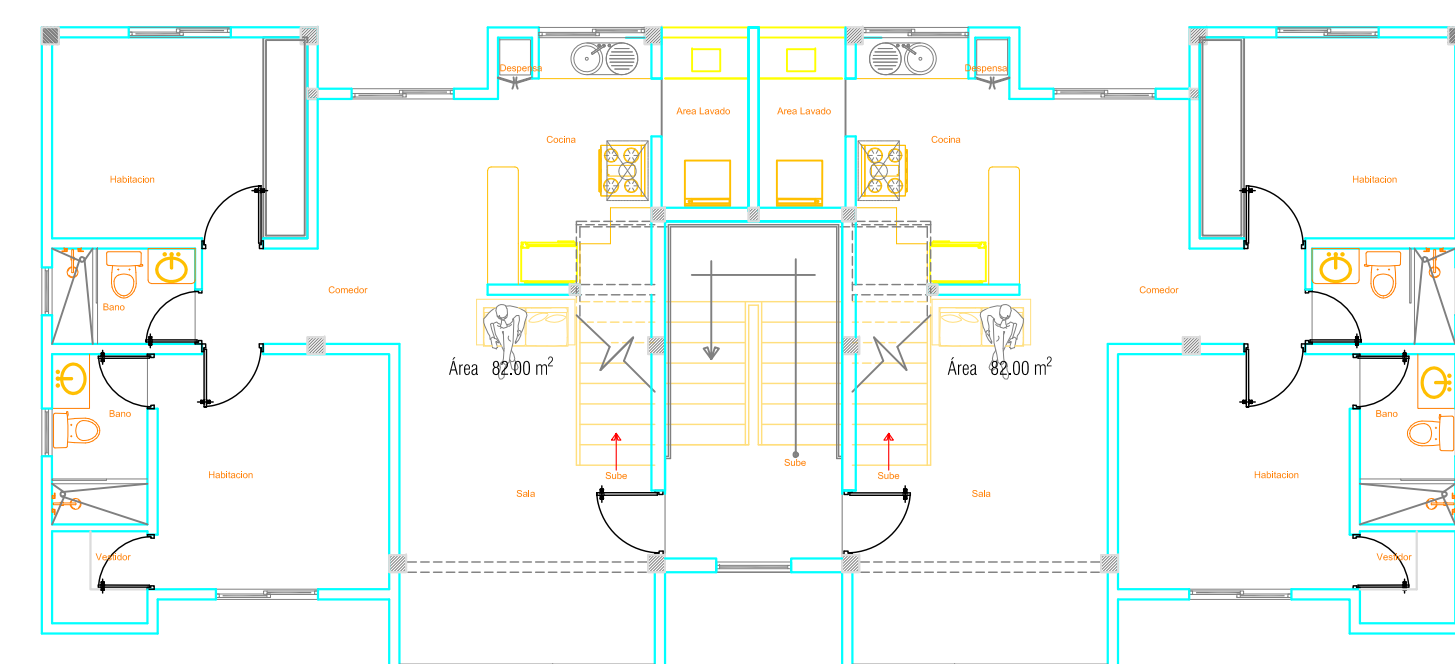 Despensa
Despensa
Area Lavado
Area Lavado
Cocina
Cocina
Habitacion
Habitacion
Comedor
Comedor
Bano
Área 82.00 m²
Área 82.00 m²
Bano
Bano
Sube
Habitacion
Sube
Sube
Habitacion
Sala
Sala
Vestidor
Vestidor